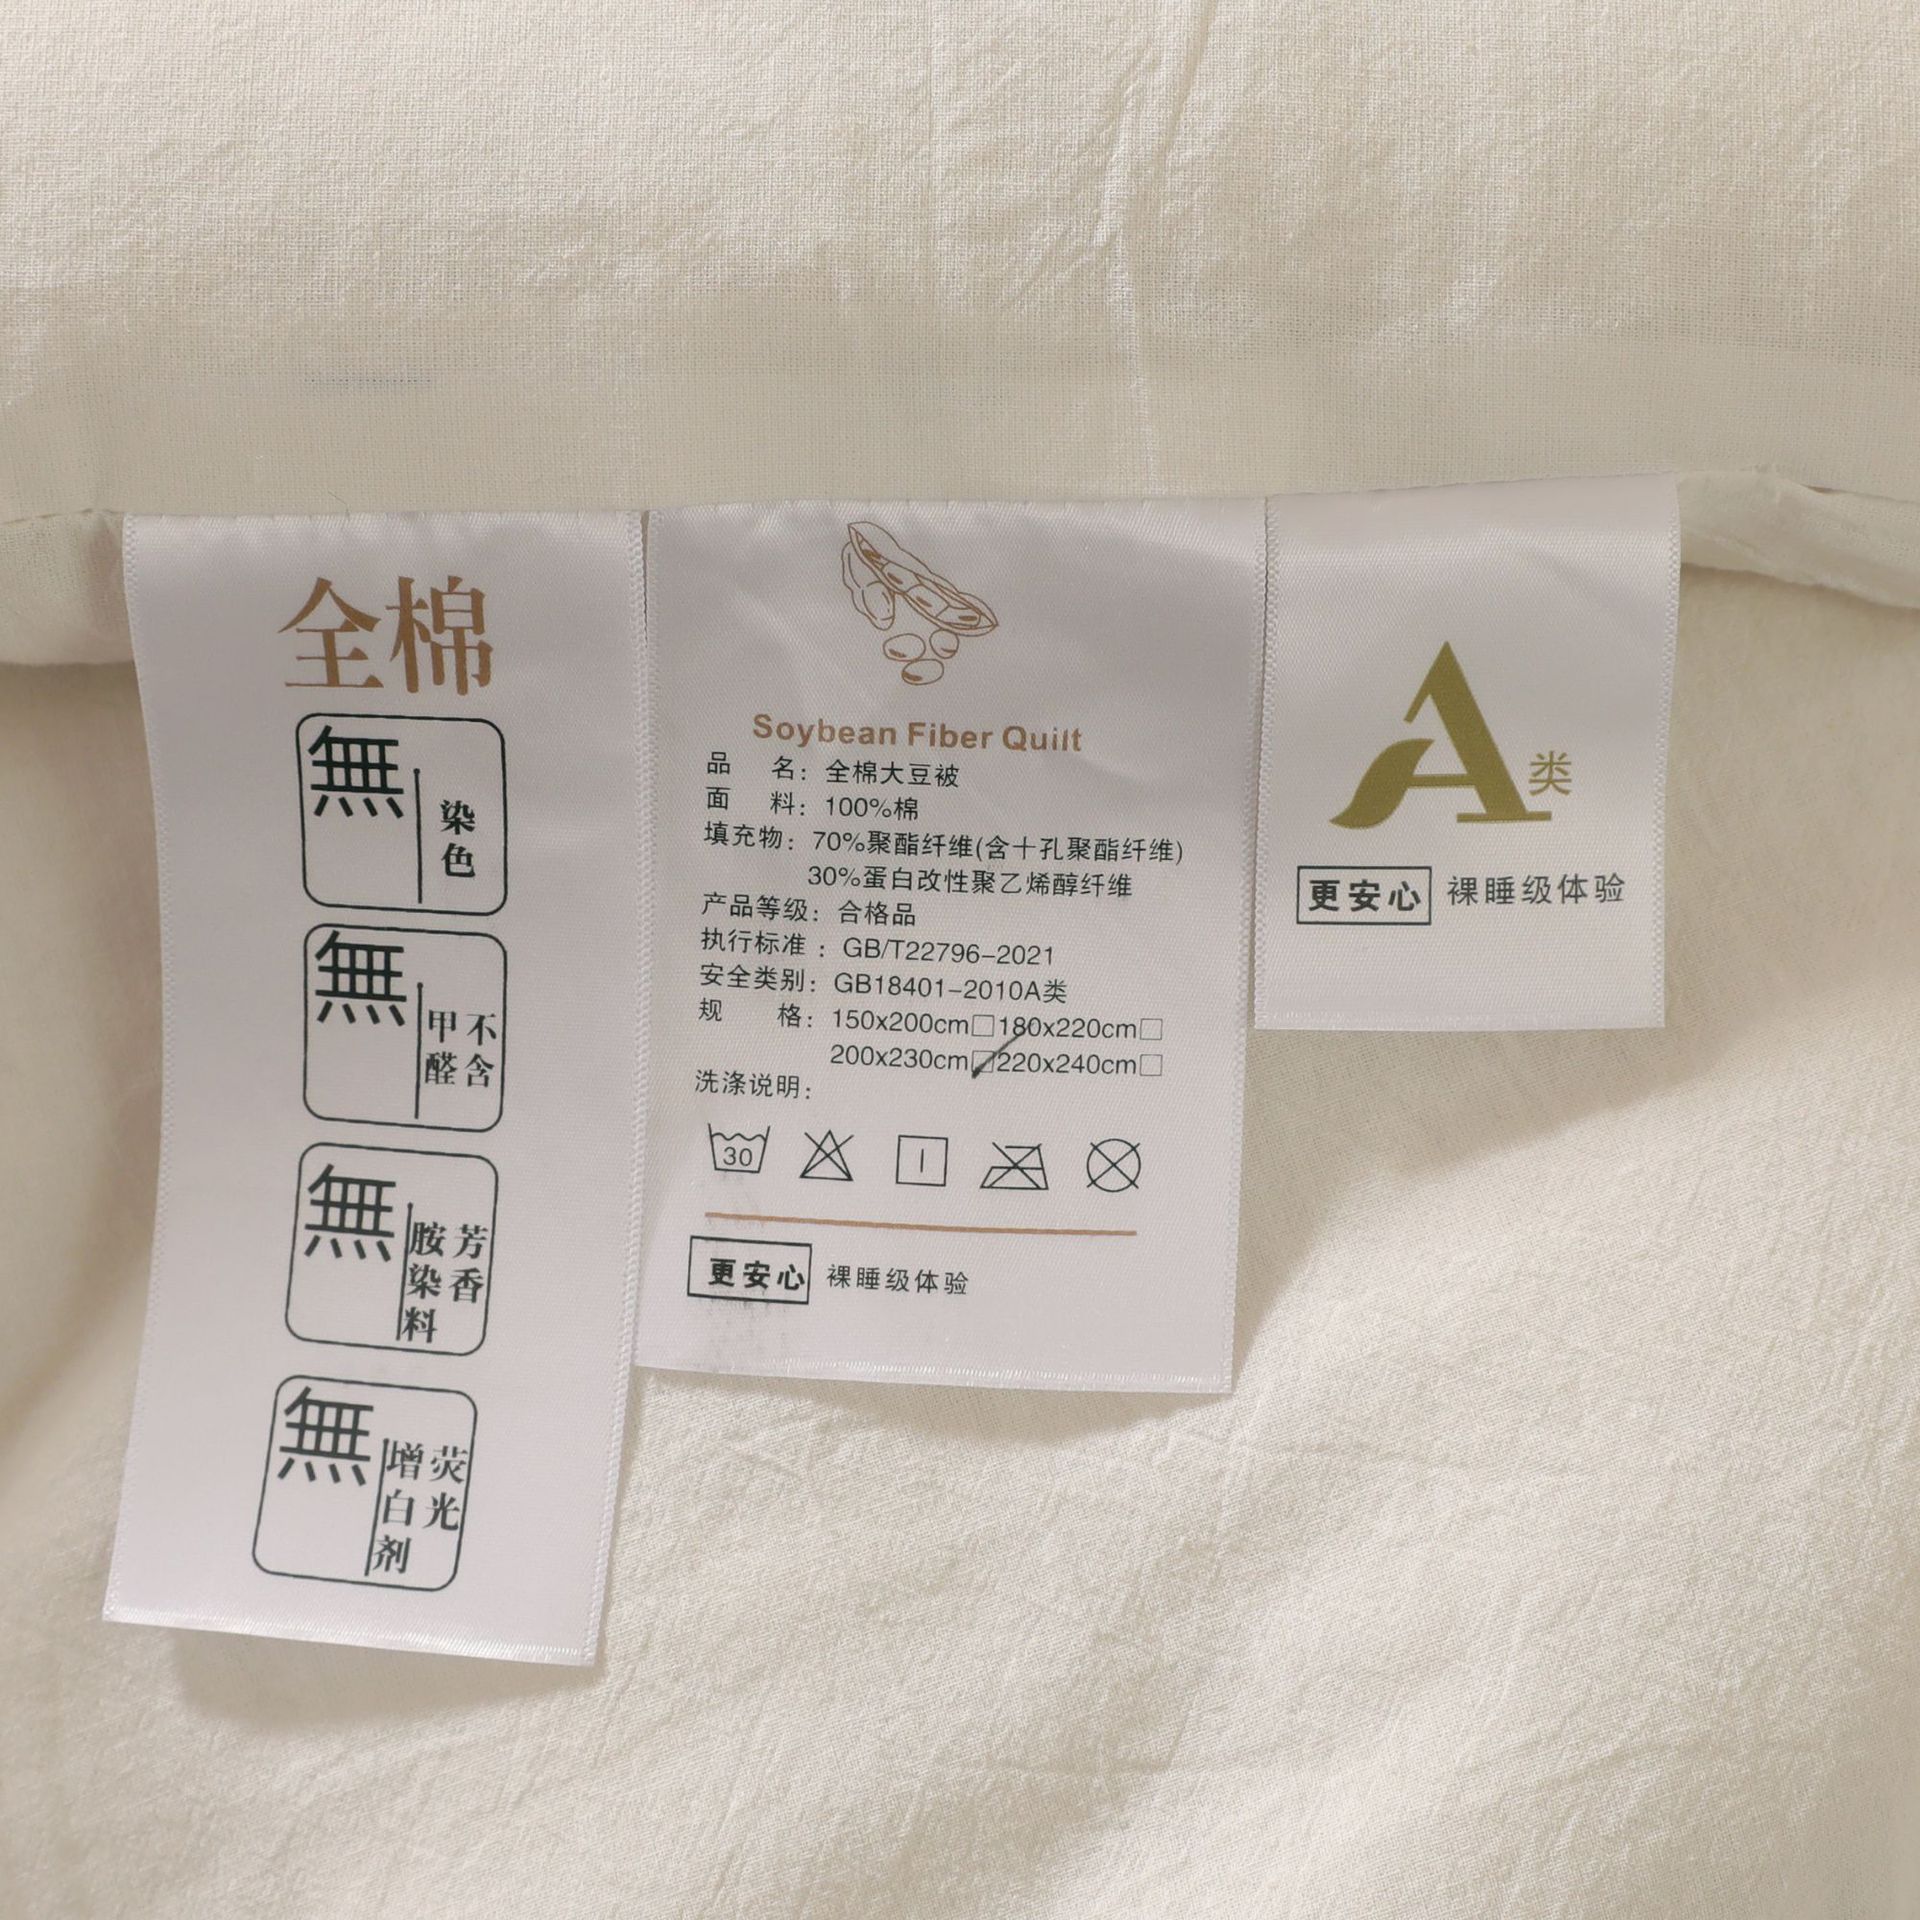 全棉
無 染色
無 不含甲醛
無 芳香胺染料
無 荧光增白剂
Soybean Fiber Quilt
品 名：全棉大豆被
面 料：100%棉
填充物：70%聚酯纤维(含十孔聚酯纤维)
30%蛋白改性聚乙烯醇纤维
产品等级：合格品
执行标准：GB/T22796-2021
安全类别：GB18401-2010A类
规 格：150x200cm□180x220cm□
200x230cm☑220x240cm□
洗涤说明：
30
更安心 裸睡级体验
A类
更安心 裸睡级体验